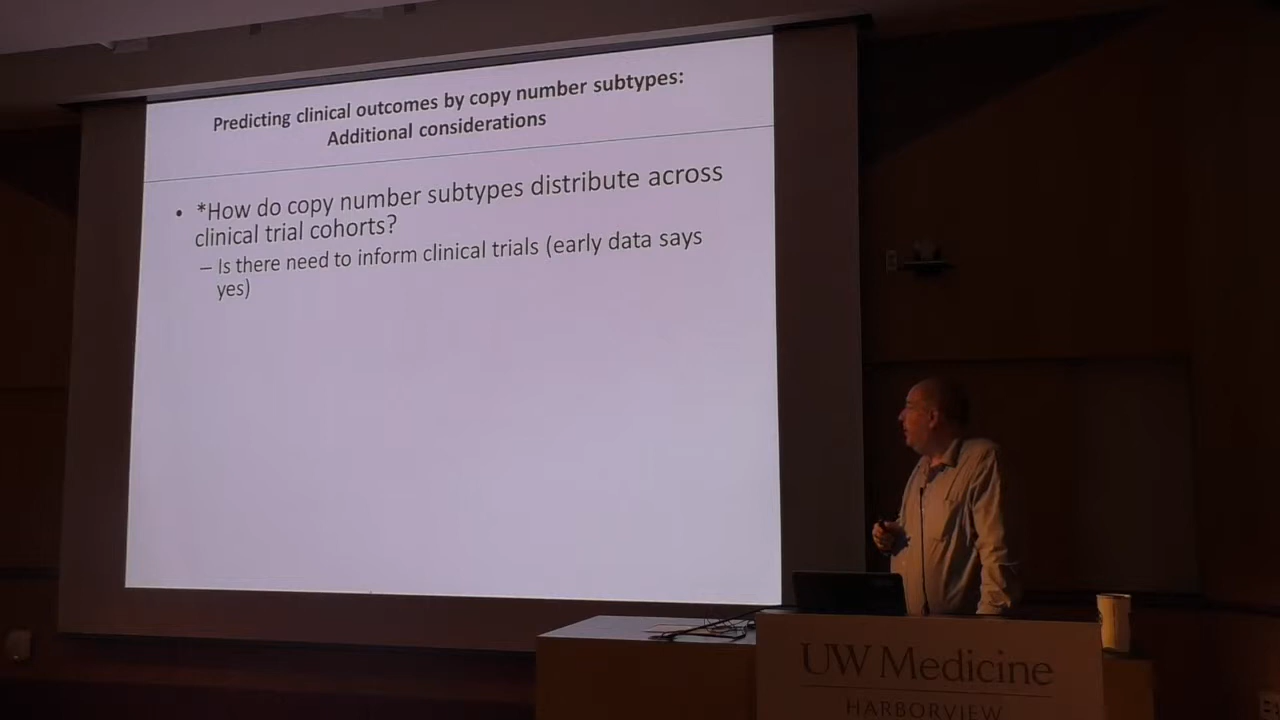 Predicting clinical outcomes by copy number subtypes:
Additional considerations
• *How do copy number subtypes distribute across
clinical trial cohorts?
– Is there need to inform clinical trials (early data says
yes)
UW Medicine
HARBORVIEW